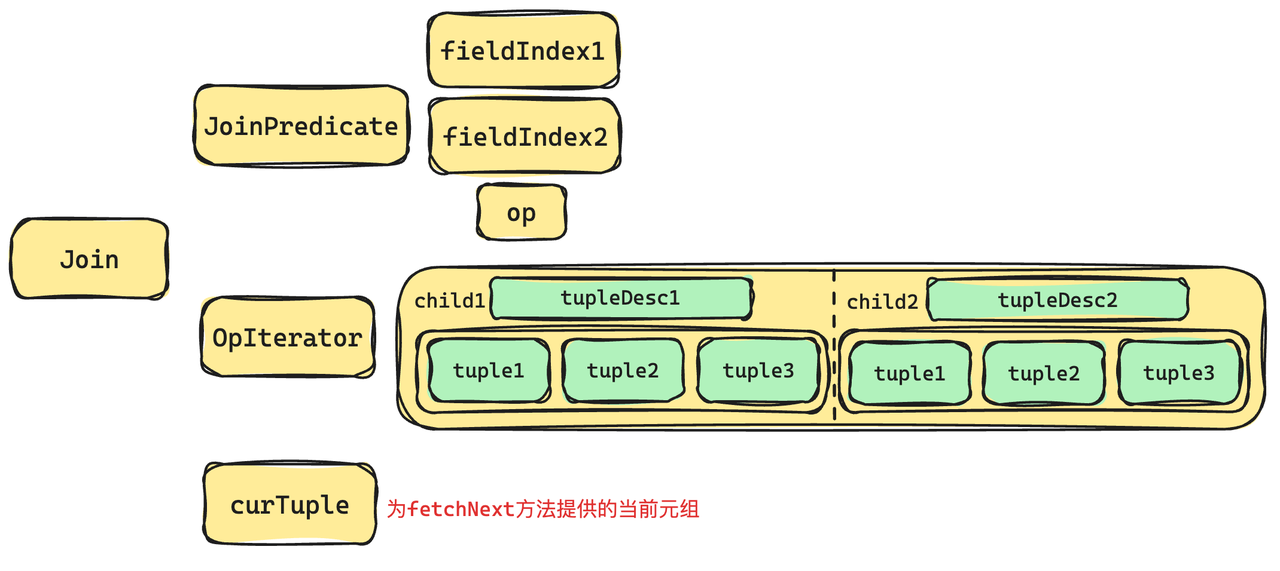 fieldIndex1
JoinPredicate
fieldIndex2
op
Join
child1
tupleDesc1
child2
tupleDesc2
OpIterator
tuple1
tuple2
tuple3
tuple1
tuple2
tuple3
curTuple
为fetchNext方法提供的当前元组